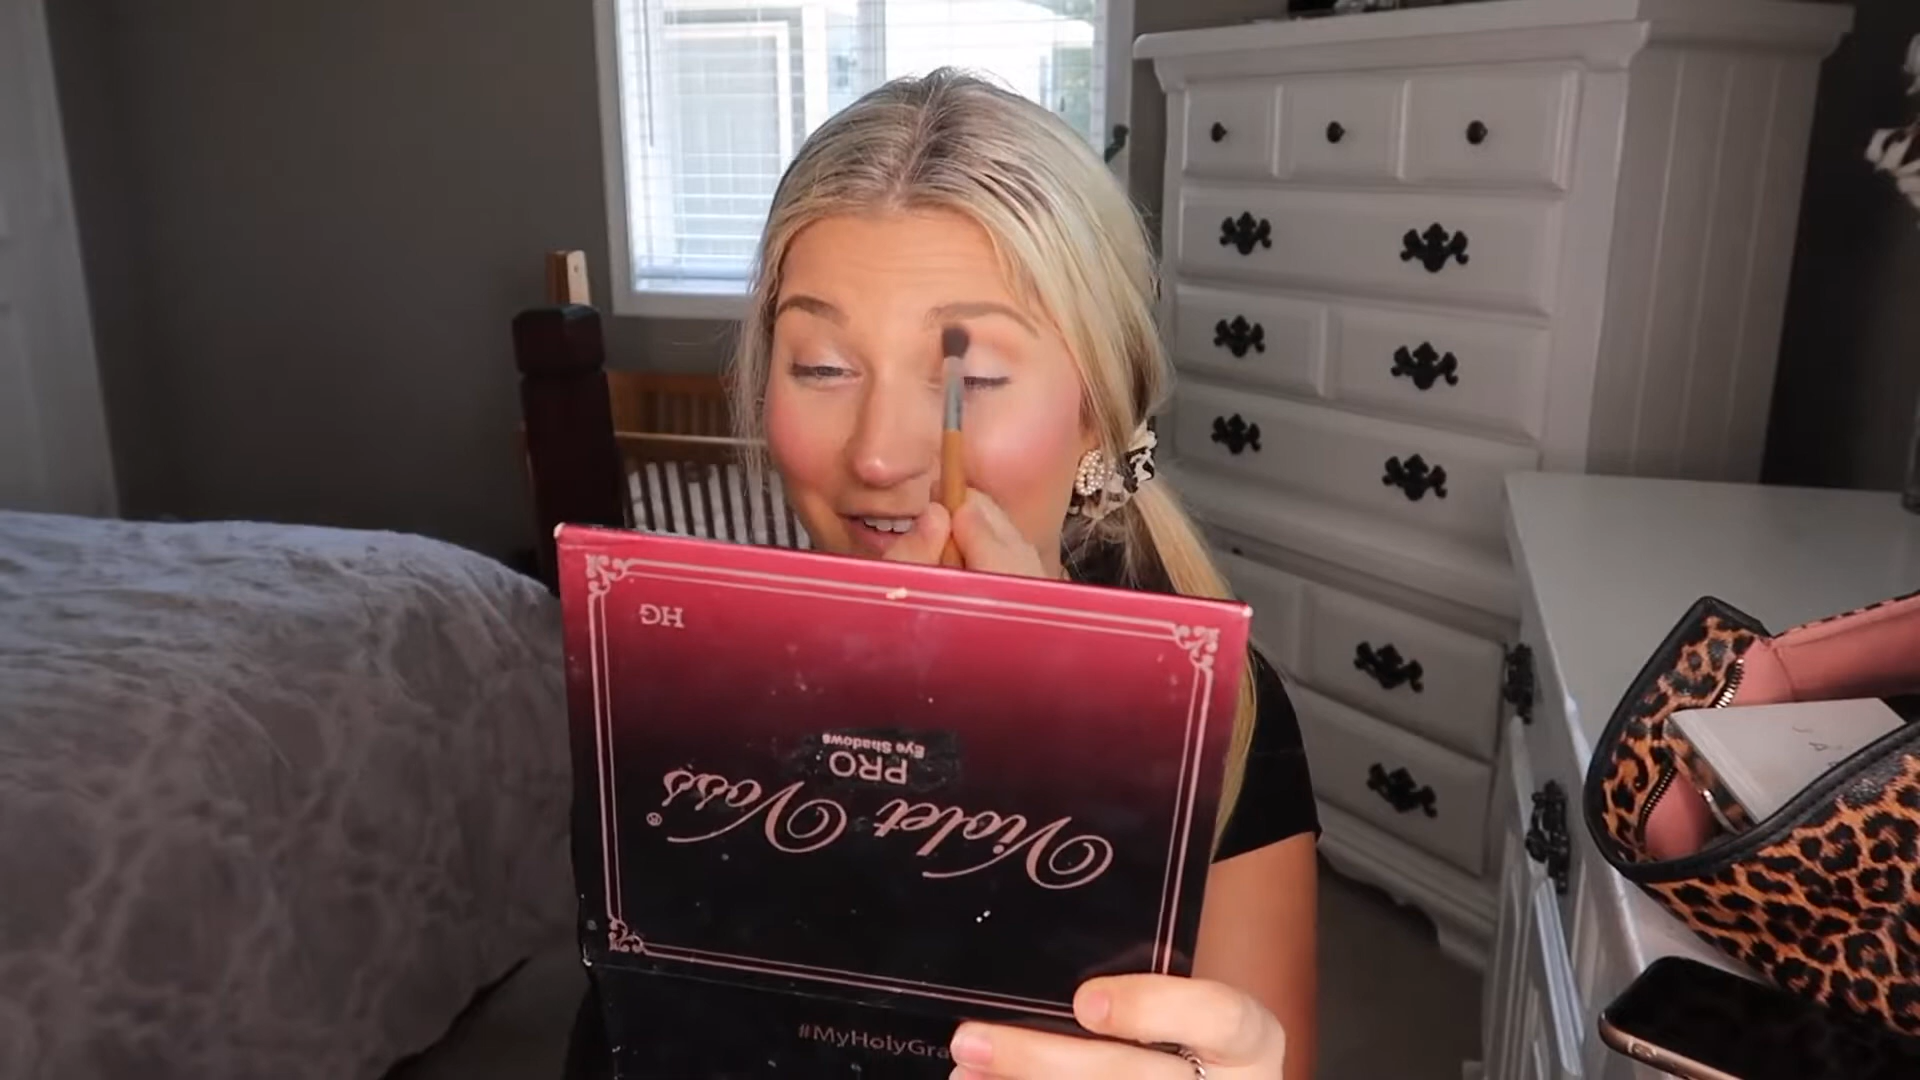 HG
Violet Voss®
PRO
Eye Shadows
#MyHolyGra